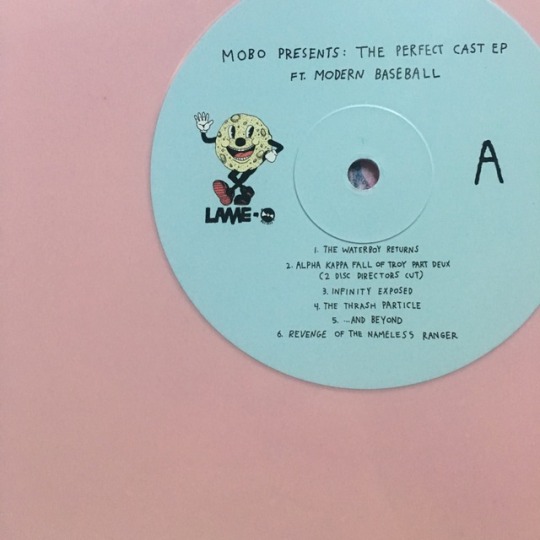 MOBO PRESENTS: THE PERFECT CAST EP
FT. MODERN BASEBALL
A
LAME-O
1. THE WATERBOY RETURNS
2. ALPHA KAPPA FALL OF TROY PART DEUX
(2 DISC DIRECTORS CUT)
3. INFINITY EXPOSED
4. THE THRASH PARTICLE
5. ...AND BEYOND
6. REVENGE OF THE NAMELESS RANGER